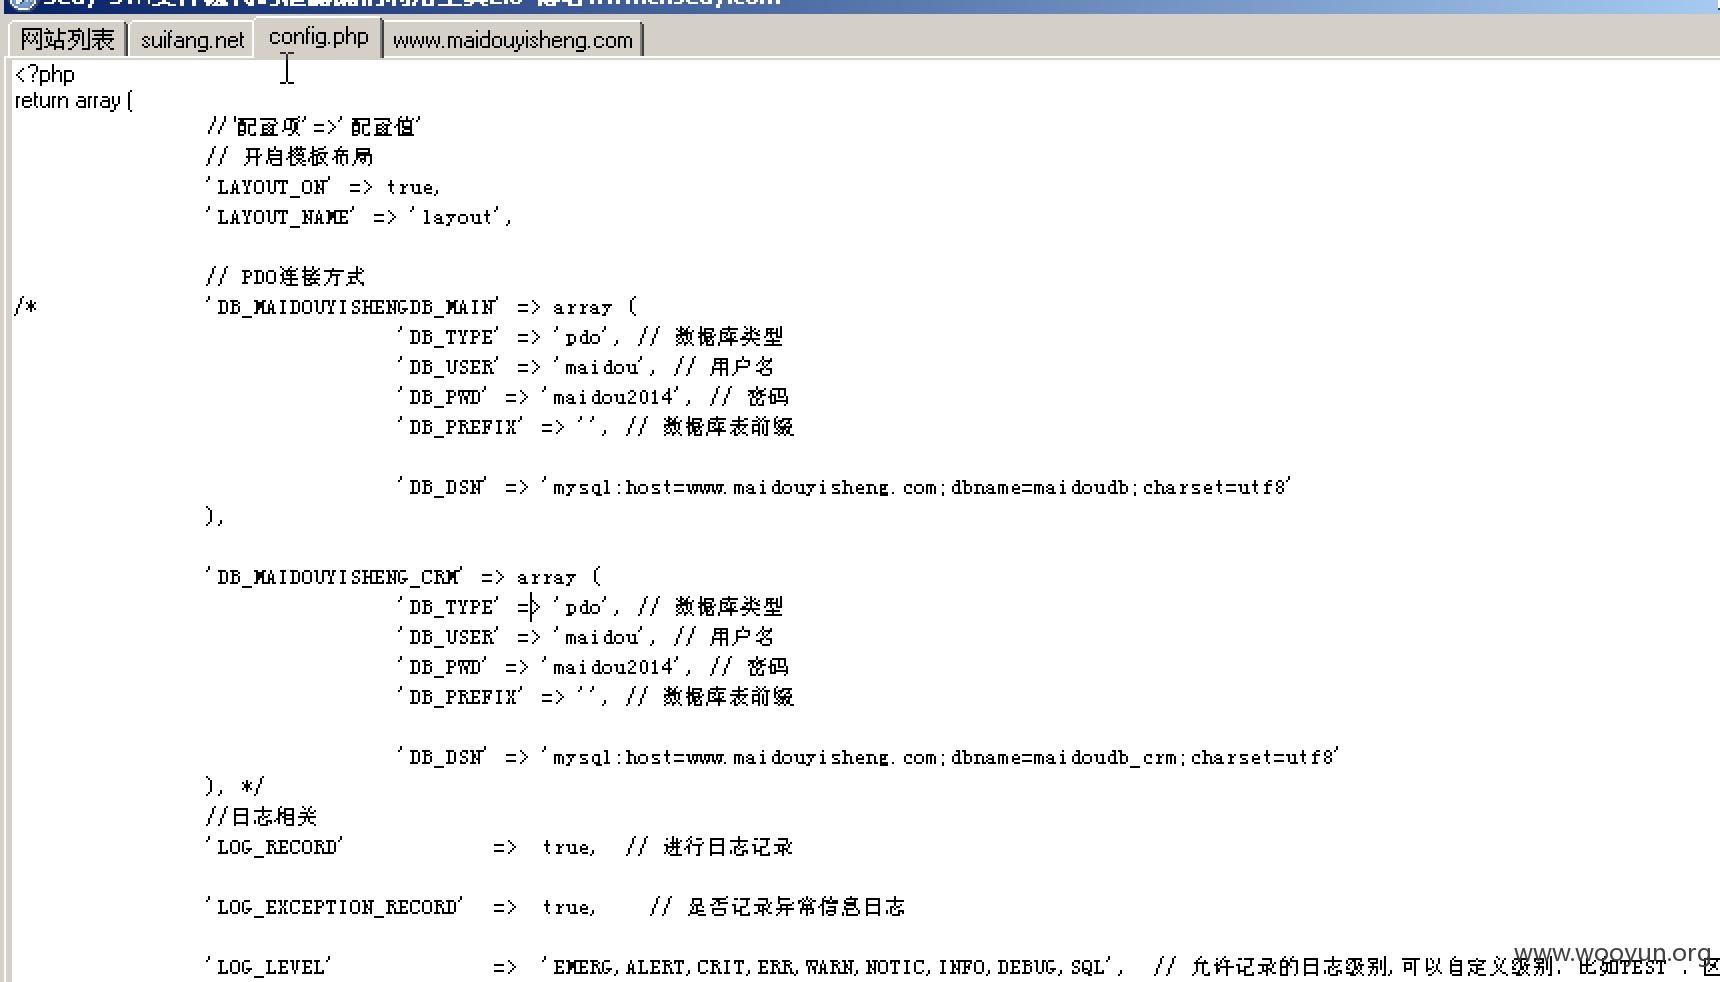 网站列表 suifang.net config.php www.maidouyisheng.com
<?php
return array (
//'配置项'=>'配置值'
// 开启模板布局
'LAYOUT_ON' => true,
'LAYOUT_NAME' => 'layout',
// PDO连接方式
/* 'DB_MAIDOUYISHENGDB_MAIN' => array (
'DB_TYPE' => 'pdo', // 数据库类型
'DB_USER' => 'maidou', // 用户名
'DB_PWD' => 'maidou2014', // 密码
'DB_PREFIX' => '', // 数据库表前缀
'DB_DSN' => 'mysql:host=www.maidouyisheng.com;dbname=maidoudb;charset=utf8'
),
'DB_MAIDOUYISHENG_CRM' => array (
'DB_TYPE' => 'pdo', // 数据库类型
'DB_USER' => 'maidou', // 用户名
'DB_PWD' => 'maidou2014', // 密码
'DB_PREFIX' => '', // 数据库表前缀
'DB_DSN' => 'mysql:host=www.maidouyisheng.com;dbname=maidoudb_crm;charset=utf8'
), */
//日志相关
'LOG_RECORD' => true, // 进行日志记录
'LOG_EXCEPTION_RECORD' => true, // 是否记录异常信息日志
'LOG_LEVEL' => 'EMERG,ALERT,CRIT,ERR,WARN,NOTIC,INFO,DEBUG,SQL', // 允许记录的日志级别,可以自定义级别. 比如TEST . 区
www.wooyun.org